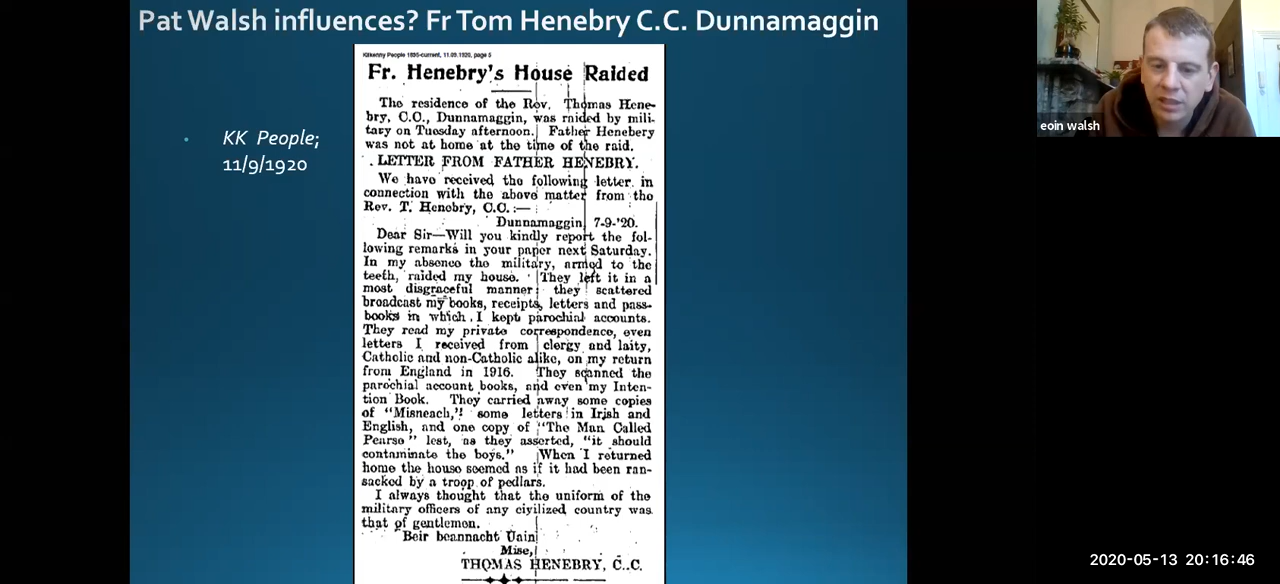 Pat Walsh influences? Fr Tom Henebry C.C. Dunnamaggin
eoin walsh
• KK People;
11/9/1920
Kilkenny People 1895-current, 11.09.1920, page 5
Fr. Henebry's House Raided
The residence of the Rev. Thomas Hene-
bry, C.C., Dunnamaggin, was raided by mili-
tary on Tuesday afternoon. Father Henebery
was not at home at the time of the raid.
LETTER FROM FATHER HENEBRY.
We have received the following letter in
connection with the above matter from the
Rev. T. Henebry, C.C.:—
Dunnamaggin, 7-9-'20.
Dear Sir—Will you kindly report the fol-
lowing remarks in your paper next Saturday.
In my absence the military, armed to the
teeth, raided my house. They left it in a
most disgraceful manner; they scattered
broadcast my books, receipts, letters and pass-
books in which I kept parochial accounts.
They read my private correspondence, even
letters I received from clergy and laity,
Catholic and non-Catholic alike, on my return
from England in 1916. They scanned the
parochial account books, and even my Inten-
tion Book. They carried away some copies
of "Misneach," some letters in Irish and
English, and one copy of "The Man Called
Pearse" lest, as they asserted, "it should
contaminate the boys." When I returned
home the house seemed as if it had been ran-
sacked by a troop of pedlars.
I always thought that the uniform of the
military officers of any civilized country was
that of gentlemen.
Beir beannacht Uain
Mise,
THOMAS HENEBRY, C.C.
2020-05-13 20:16:46